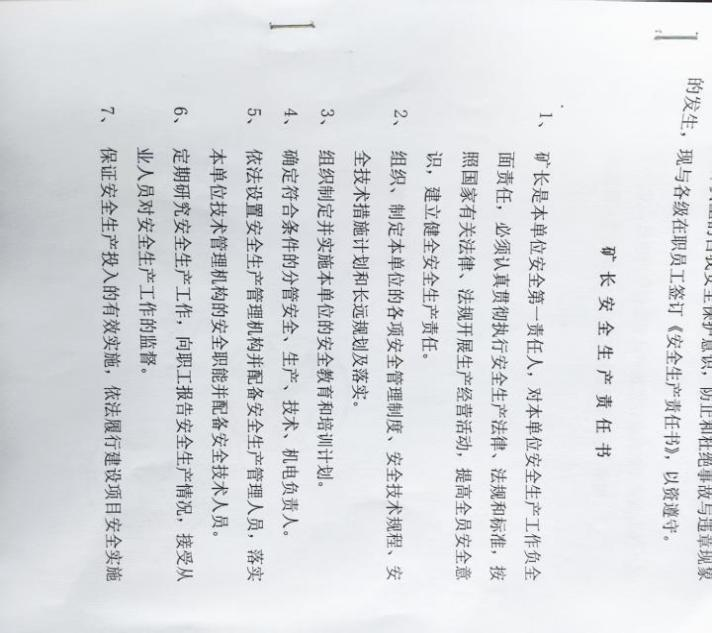 自我安全保护意识，防止和杜绝事故与违章现象
的发生，现与各级在职员工签订《安全生产责任书》，以资遵守。
矿长安全生产责任书
1、 矿长是本单位安全第一责任人，对本单位安全生产工作负全
面责任，必须认真贯彻执行安全生产法律、法规和标准，按
照国家有关法律、法规开展生产经营活动，提高全员安全意
识，建立健全安全生产责任。
2、 组织、制定本单位的各项安全管理制度、安全技术规程、安
全技术措施计划和长远规划及落实。
3、 组织制定并实施本单位的安全教育和培训计划。
4、 确定符合条件的分管安全、生产、技术、机电负责人。
5、 依法设置安全生产管理机构并配备安全生产管理人员，落实
本单位技术管理机构的安全职能并配备安全技术人员。
6、 定期研究安全生产工作，向职工报告安全生产情况，接受从
业人员对安全生产工作的监督。
7、 保证安全生产投入的有效实施，依法履行建设项目安全实施